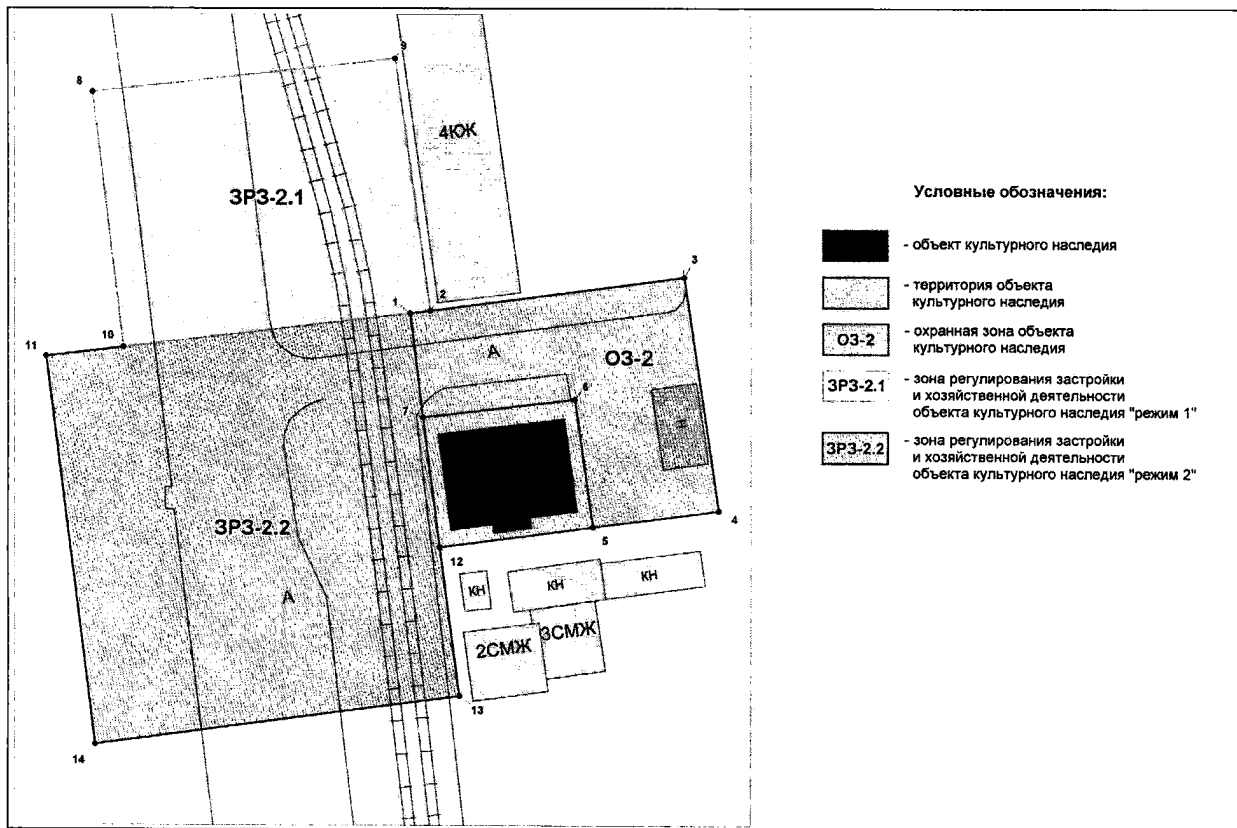 9
8
4КЖ
ЗРЗ-2.1
Условные обозначения:
- объект культурного наследия
- территория объекта
культурного наследия
ОЗ-2
- охранная зона объекта
культурного наследия
ЗРЗ-2.1
- зона регулирования застройки
и хозяйственной деятельности
объекта культурного наследия "режим 1"
ЗРЗ-2.2
- зона регулирования застройки
и хозяйственной деятельности
объекта культурного наследия "режим 2"
3
1
2
10
11
А
ОЗ-2
6
7
Н
ЗРЗ-2.2
4
5
12
А
КН
КН
КН
2СМЖ
3СМЖ
13
14